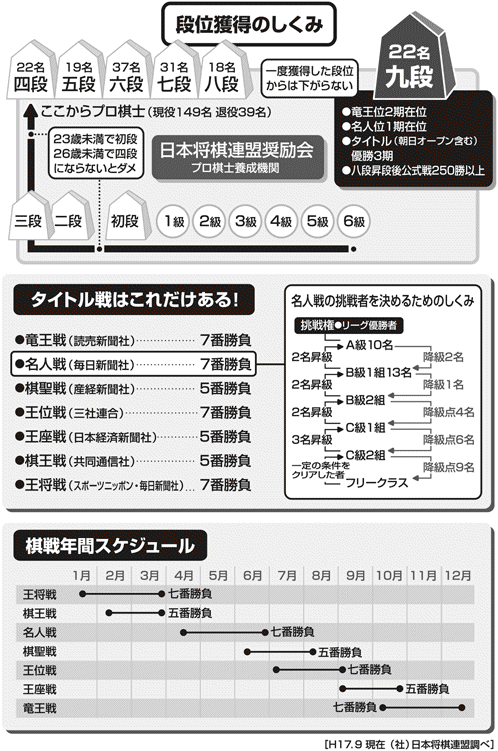 段位獲得のしくみ
22名
四段
19名
五段
37名
六段
31名
七段
18名
八段
一度獲得した段位
からは下がらない
22名
九段
ここからプロ棋士(現役149名 退役39名)
●竜王位2期在位
●名人位1期在位
●タイトル(朝日オープン含む)
優勝3期
●八段昇段後公式戦250勝以上
23歳未満で初段
26歳未満で四段
にならないとダメ
日本将棋連盟奨励会
プロ棋士養成機関
三段 二段 初段 1級 2級 3級 4級 5級 6級
タイトル戦はこれだけある!
●竜王戦(読売新聞社)………… 7番勝負
●名人戦(毎日新聞社)………… 7番勝負
●棋聖戦(産経新聞社)………… 5番勝負
●王位戦(三社連合)…………… 7番勝負
●王座戦(日本経済新聞社)…… 5番勝負
●棋王戦(共同通信社)………… 5番勝負
●王将戦(スポーツニッポン・毎日新聞社)… 7番勝負
名人戦の挑戦者を決めるためのしくみ
挑戦権●リーグ優勝者
A級10名
2名昇級 降級2名
B級1組13名
2名昇級 降級1名
B級2組
2名昇級 降級点4名
C級1組
3名昇級 降級点6名
C級2組
一定の条件を
クリアした者
降級点9名
フリークラス
棋戦年間スケジュール
1月 2月 3月 4月 5月 6月 7月 8月 9月 10月 11月 12月
王将戦 七番勝負
棋王戦 五番勝負
名人戦 七番勝負
棋聖戦 五番勝負
王位戦 七番勝負
王座戦 五番勝負
竜王戦 七番勝負
[H17.9 現在(社)日本将棋連盟調べ]